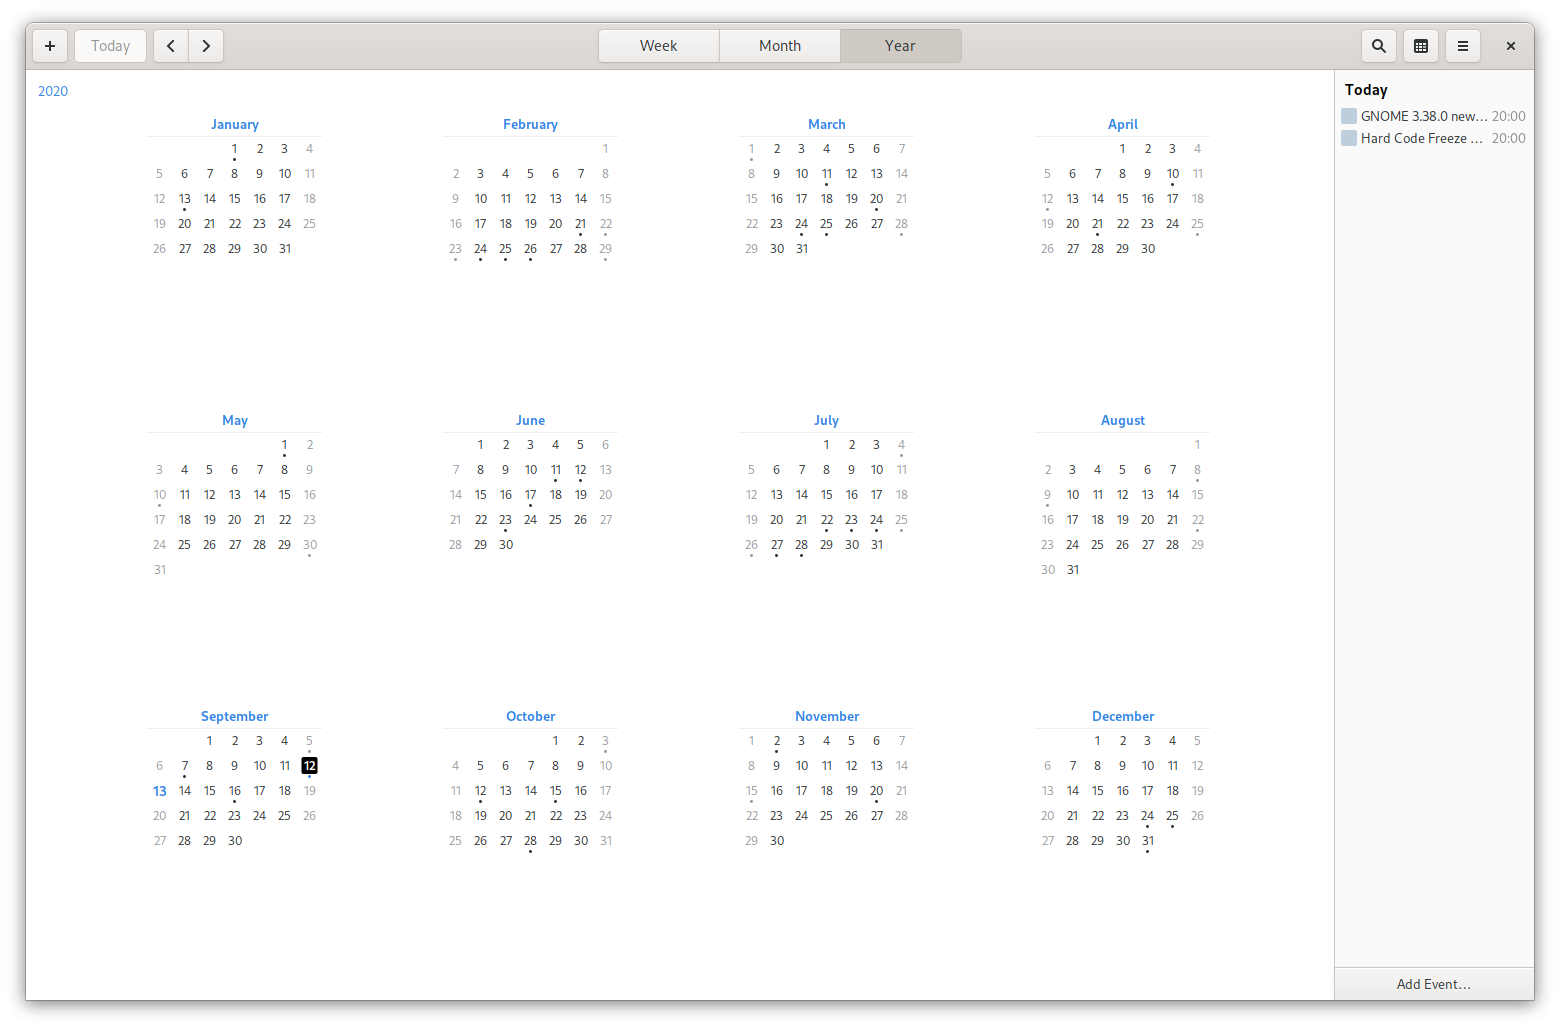 Today
Week Month Year
2020
Today
GNOME 3.38.0 new… 20:00
Hard Code Freeze … 20:00
January
1 2 3 4
5 6 7 8 9 10 11
12 13 14 15 16 17 18
19 20 21 22 23 24 25
26 27 28 29 30 31
February
1
2 3 4 5 6 7 8
9 10 11 12 13 14 15
16 17 18 19 20 21 22
23 24 25 26 27 28 29
March
1 2 3 4 5 6 7
8 9 10 11 12 13 14
15 16 17 18 19 20 21
22 23 24 25 26 27 28
29 30 31
April
1 2 3 4
5 6 7 8 9 10 11
12 13 14 15 16 17 18
19 20 21 22 23 24 25
26 27 28 29 30
May
1 2
3 4 5 6 7 8 9
10 11 12 13 14 15 16
17 18 19 20 21 22 23
24 25 26 27 28 29 30
31
June
1 2 3 4 5 6
7 8 9 10 11 12 13
14 15 16 17 18 19 20
21 22 23 24 25 26 27
28 29 30
July
1 2 3 4
5 6 7 8 9 10 11
12 13 14 15 16 17 18
19 20 21 22 23 24 25
26 27 28 29 30 31
August
1
2 3 4 5 6 7 8
9 10 11 12 13 14 15
16 17 18 19 20 21 22
23 24 25 26 27 28 29
30 31
September
1 2 3 4 5
6 7 8 9 10 11 12
13 14 15 16 17 18 19
20 21 22 23 24 25 26
27 28 29 30
October
1 2 3
4 5 6 7 8 9 10
11 12 13 14 15 16 17
18 19 20 21 22 23 24
25 26 27 28 29 30 31
November
1 2 3 4 5 6 7
8 9 10 11 12 13 14
15 16 17 18 19 20 21
22 23 24 25 26 27 28
29 30
December
1 2 3 4 5
6 7 8 9 10 11 12
13 14 15 16 17 18 19
20 21 22 23 24 25 26
27 28 29 30 31
Add Event…